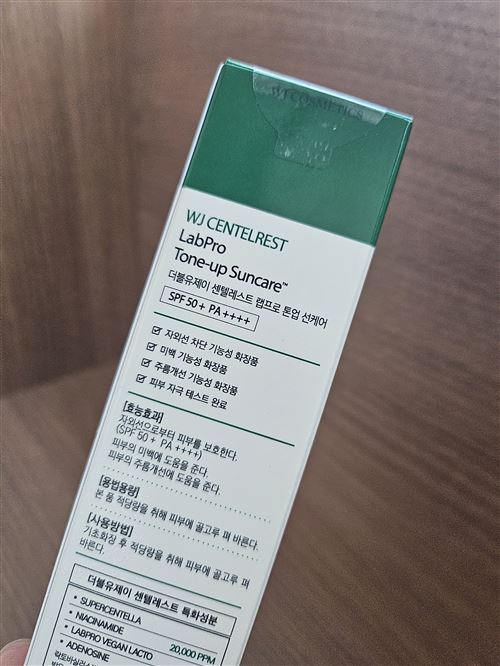 WJ COSMETICS
WJ CENTELREST
LabPro
Tone-up Suncare™
더블유제이 센텔레스트 랩프로 톤업 선케어
SPF 50+ PA++++
자외선 차단 기능성 화장품
미백 기능성 화장품
주름개선 기능성 화장품
피부 자극 테스트 완료
[효능효과]
자외선으로부터 피부를 보호한다.
(SPF 50+ PA ++++)
피부의 미백에 도움을 준다.
피부의 주름개선에 도움을 준다.
[용법용량]
본 품 적당량을 취해 피부에 골고루 펴 바른다.
[사용방법]
기초화장 후 적당량을 취해 피부에 골고루 펴
바른다.
더블유제이 센텔레스트 특화성분
• SUPERCENTELLA
• NIACINAMIDE 20,000 PPM
• LABPRO VEGAN LACTO
• ADENOSINE